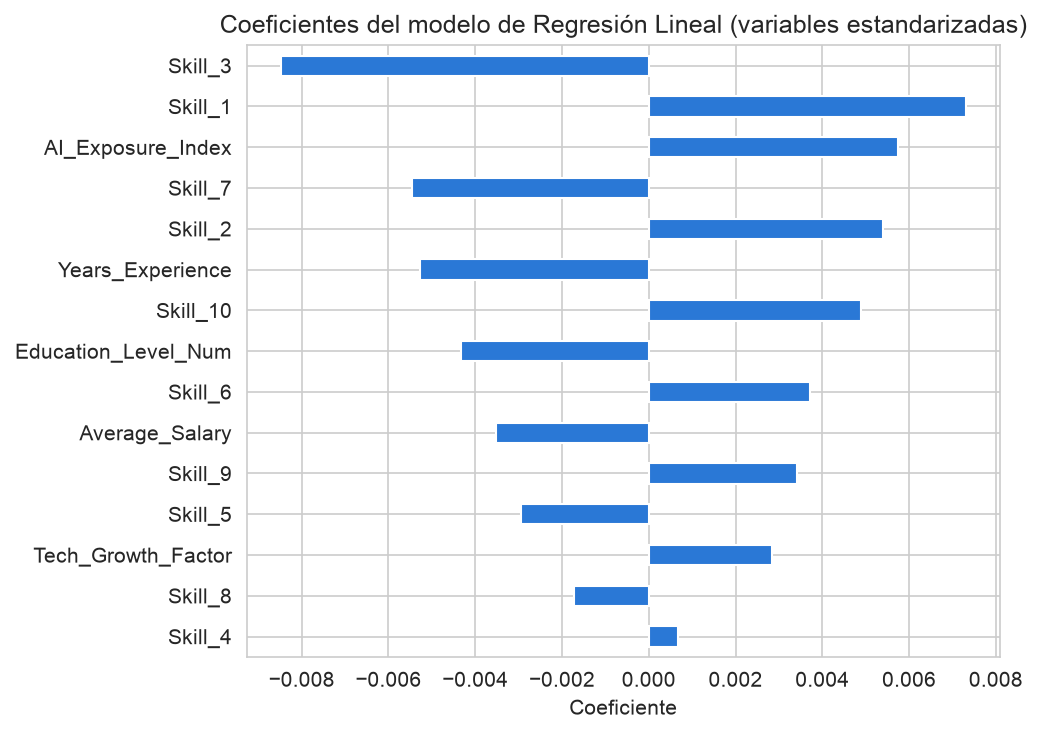 Coeficientes del modelo de Regresión Lineal (variables estandarizadas)
Skill_3
Skill_1
AI_Exposure_Index
Skill_7
Skill_2
Years_Experience
Skill_10
Education_Level_Num
Skill_6
Average_Salary
Skill_9
Skill_5
Tech_Growth_Factor
Skill_8
Skill_4
−0.008 −0.006 −0.004 −0.002 0.000 0.002 0.004 0.006 0.008
Coeficiente